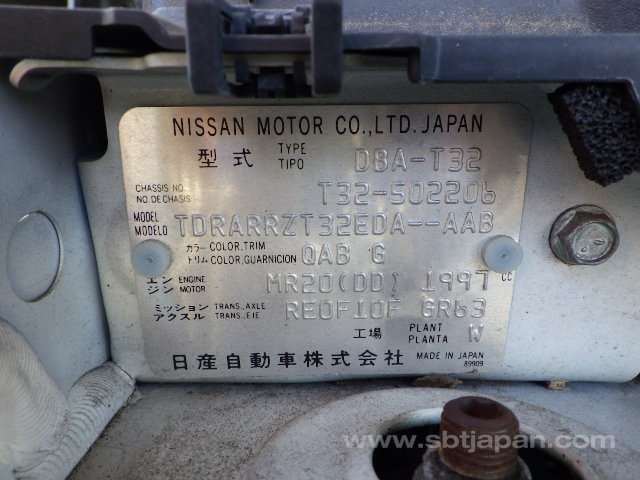 NISSAN MOTOR CO.,LTD. JAPAN
型式 TYPE TIPO DBA-T32
CHASSIS NO. NO DE CHASIS T32-502206
MODEL MODELO TDRARRZT32EDA--AAB
カラー COLOR,TRIM トリム COLOR,GUARNICION QAB G
エンジン ENGINE MOTOR MR20(DD) 1997 CC
ミッション TRANS.,AXLE アクスル TRANS.,EJE RE0F10F GR63
工場 PLANT PLANTA W
日産自動車株式会社 MADE IN JAPAN
89909
www.sbtjapan.com